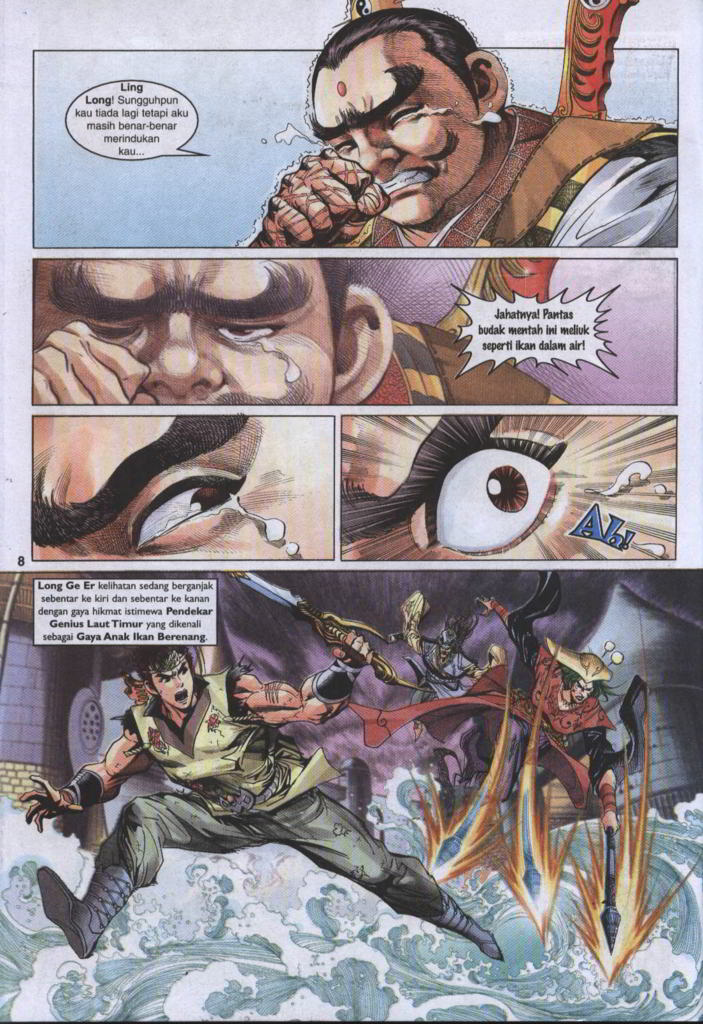 Ling
Long! Sungguhpun
kau tiada lagi tetapi aku
masih benar-benar
merindukan
kau...
Jahatnya! Pantas
budak mentah ini meliuk
seperti ikan dalam air!
Ah!
8
Long Ge Er kelihatan sedang berganjak
sebentar ke kiri dan sebentar ke kanan
dengan gaya hikmat istimewa Pendekar
Genius Laut Timur yang dikenali
sebagai Gaya Anak Ikan Berenang.